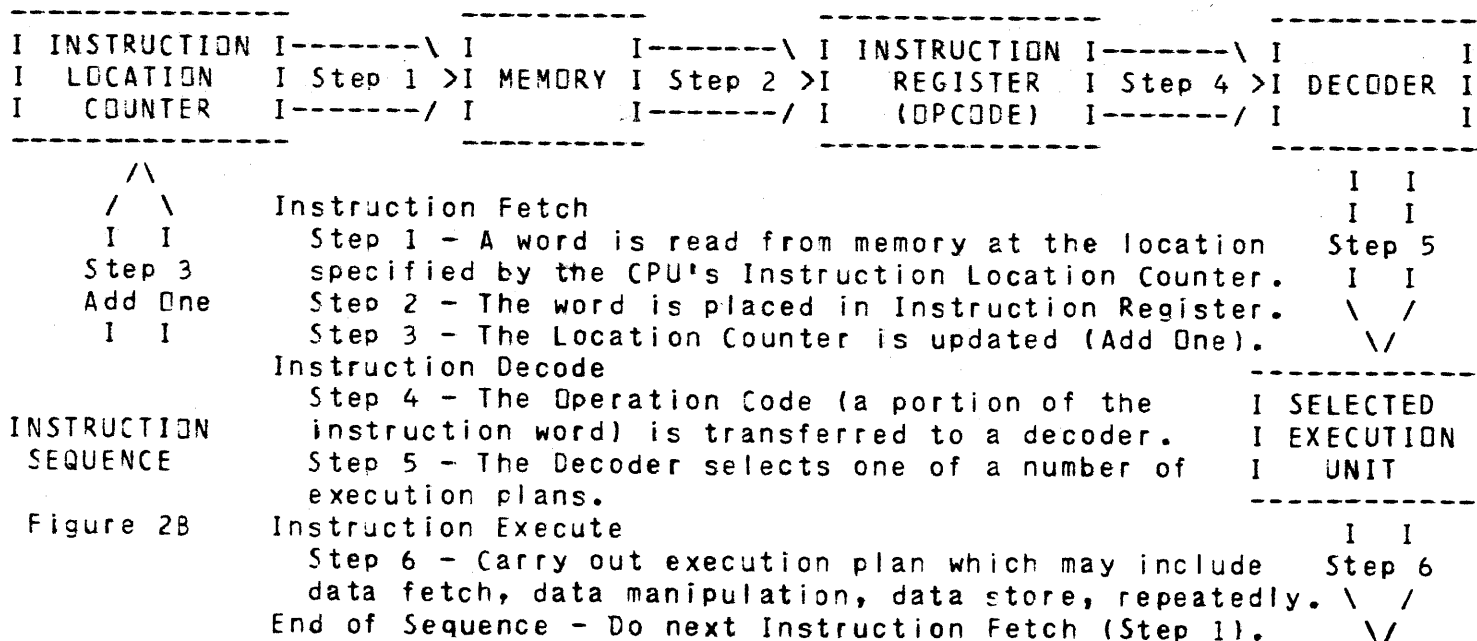 I INSTRUCTION I-------\ I        I-------\ I INSTRUCTION I-------\ I         I
I  LOCATION   I Step 1 >I MEMORY I Step 2 >I  REGISTER   I Step 4 >I DECODER I
I   COUNTER   I-------/ I        I-------/ I  (OPCODE)   I-------/ I         I
Step 3
Add One
Instruction Fetch
Step 1 - A word is read from memory at the location
specified by the CPU's Instruction Location Counter.
Step 2 - The word is placed in Instruction Register.
Step 3 - The Location Counter is updated (Add One).
Instruction Decode
Step 4 - The Operation Code (a portion of the
instruction word) is transferred to a decoder.
Step 5 - The Decoder selects one of a number of
execution plans.
Instruction Execute
Step 6 - Carry out execution plan which may include
data fetch, data manipulation, data store, repeatedly.
End of Sequence - Do next Instruction Fetch (Step 1).
Step 5
I SELECTED
I EXECUTION
I   UNIT
Step 6
INSTRUCTION
SEQUENCE
Figure 2B